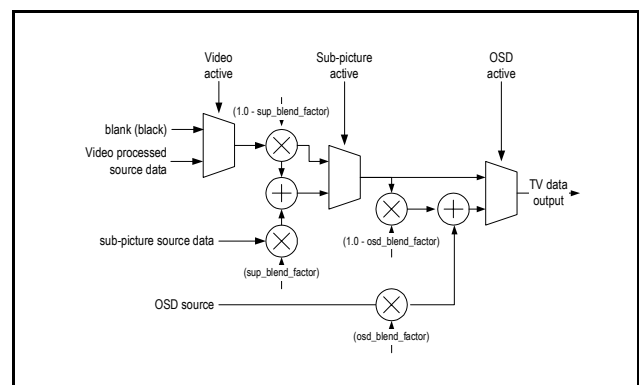 Video
active
Sub-picture
active
OSD
active
(1.0 - sup_blend_factor)
blank (black)
Video processed
source data
TV data
output
sub-picture source data
(1.0 - osd_blend_factor)
(sup_blend_factor)
OSD source
(osd_blend_factor)